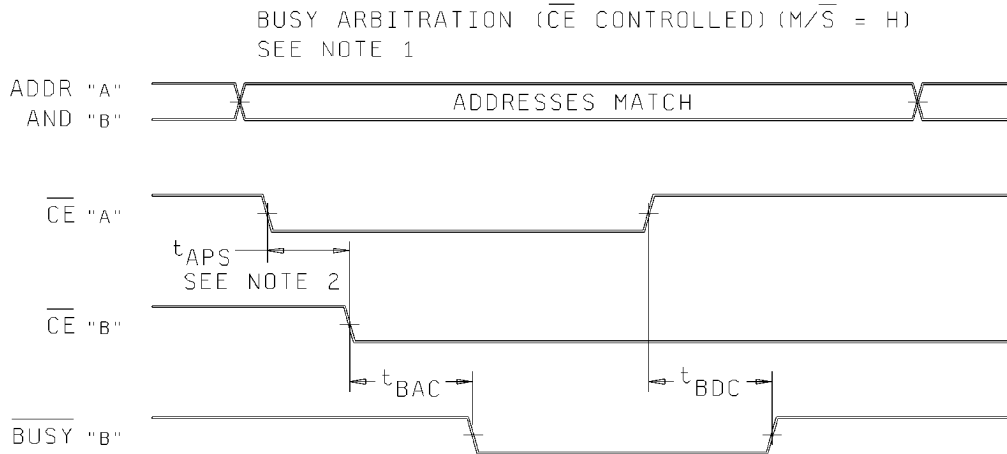 BUSY ARBITRATION (CE CONTROLLED) (M/S = H)
SEE NOTE 1
ADDR "A"
AND "B"
ADDRESSES MATCH
CE "A"
tAPS
SEE NOTE 2
CE "B"
tBAC
tBDC
BUSY "B"